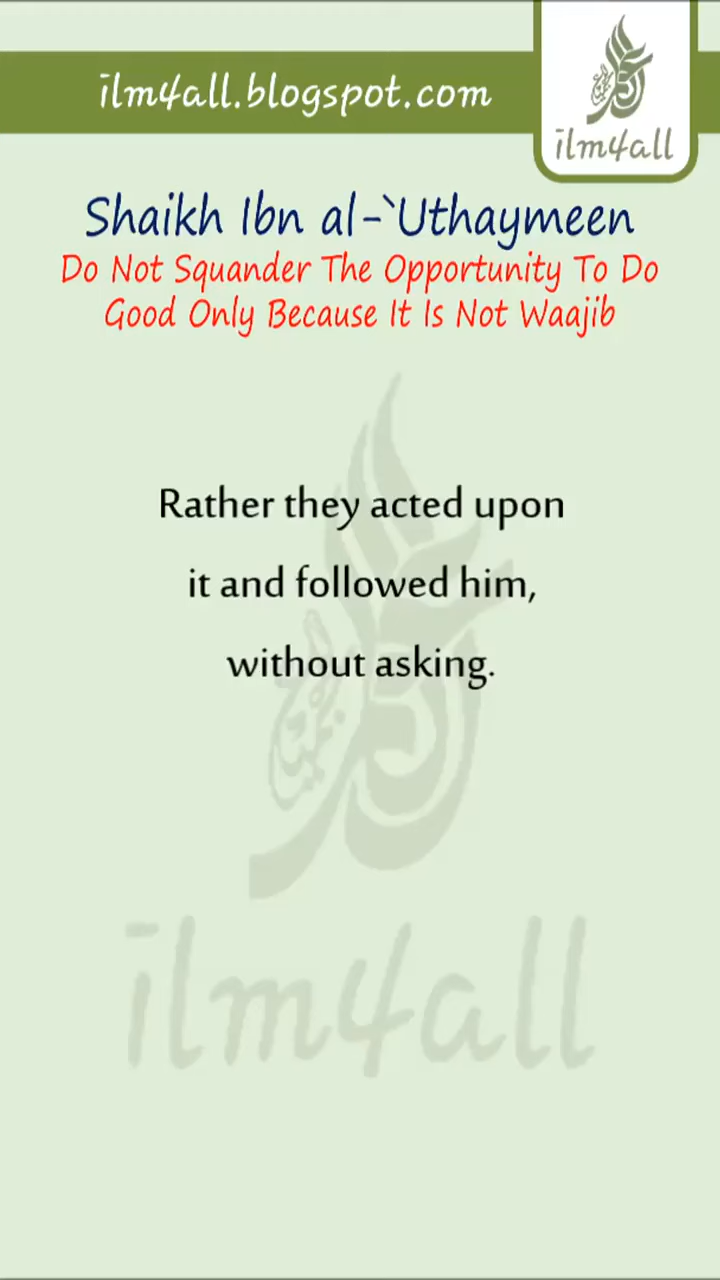 ilm4all.blogspot.com
ilm4all
Shaikh Ibn al-`Uthaymeen
Do Not Squander The Opportunity To Do
Good Only Because It Is Not Waajib
Rather they acted upon
it and followed him,
without asking.
ilm4all